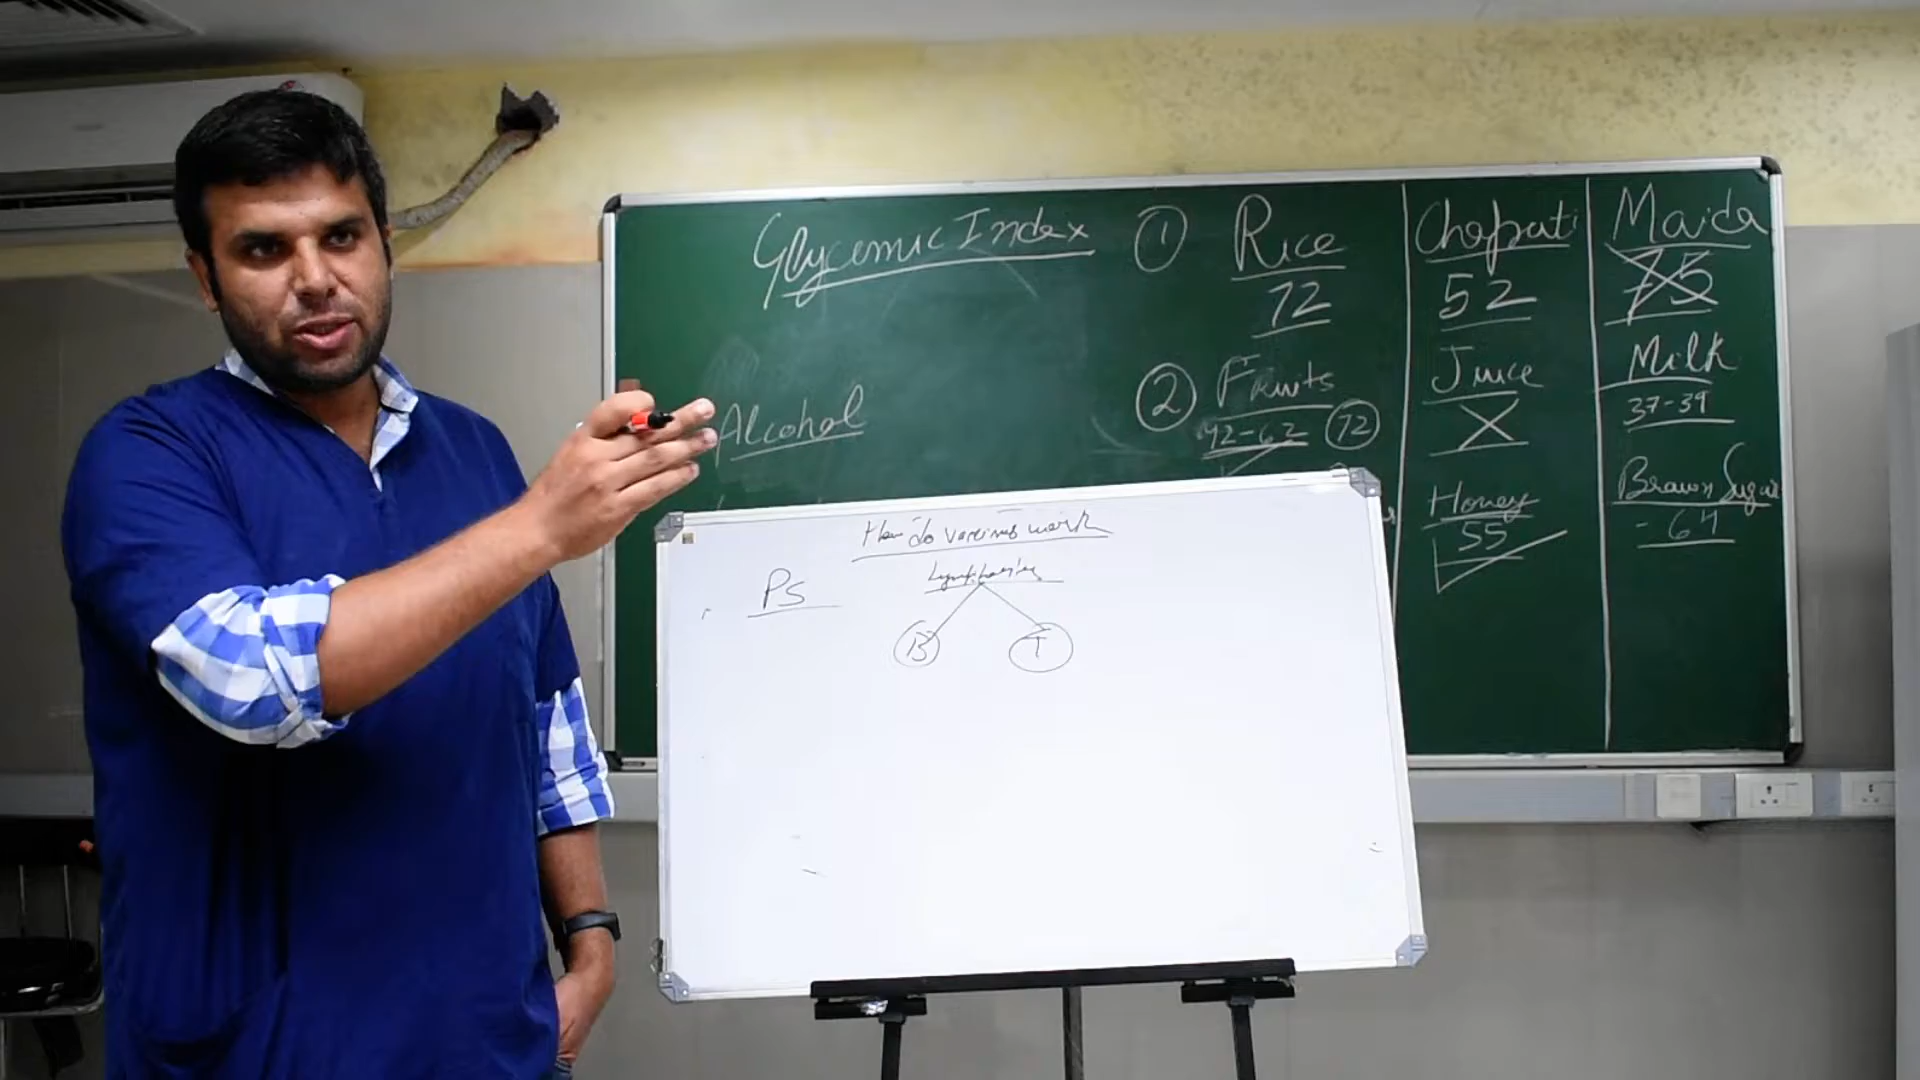 Glycemic Index ① Rice Chapati Maida
72 52 75
② Fruits Juice Milk
42-62 72 X 37-39
Alcohol
Honey Brown Sugar
55 - 64
How do vaccines work
Lymphocytes
PS
B T